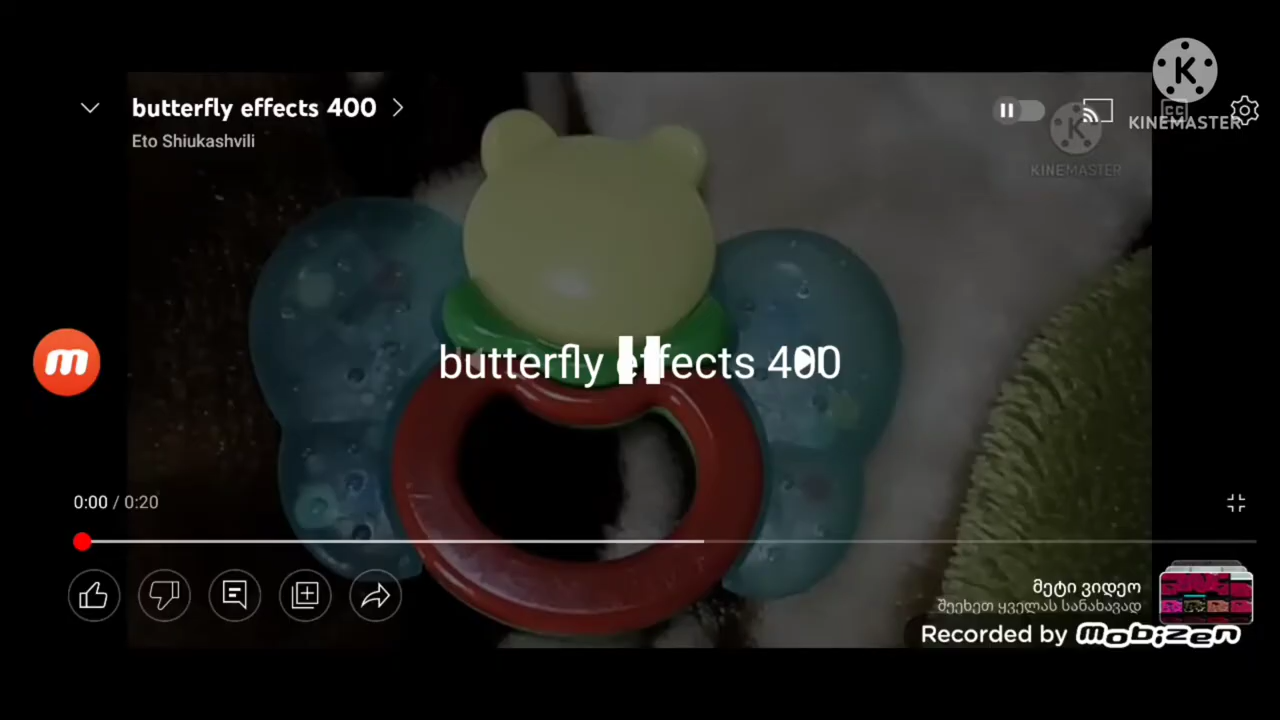 butterfly effects 400
Eto Shiukashvili
CC
KINEMASTER
KINEMASTER
butterfly effects 400
0:00 / 0:20
მეტი ვიდეო
შეეხეთ ყველას სანახავად
Recorded by mobizen